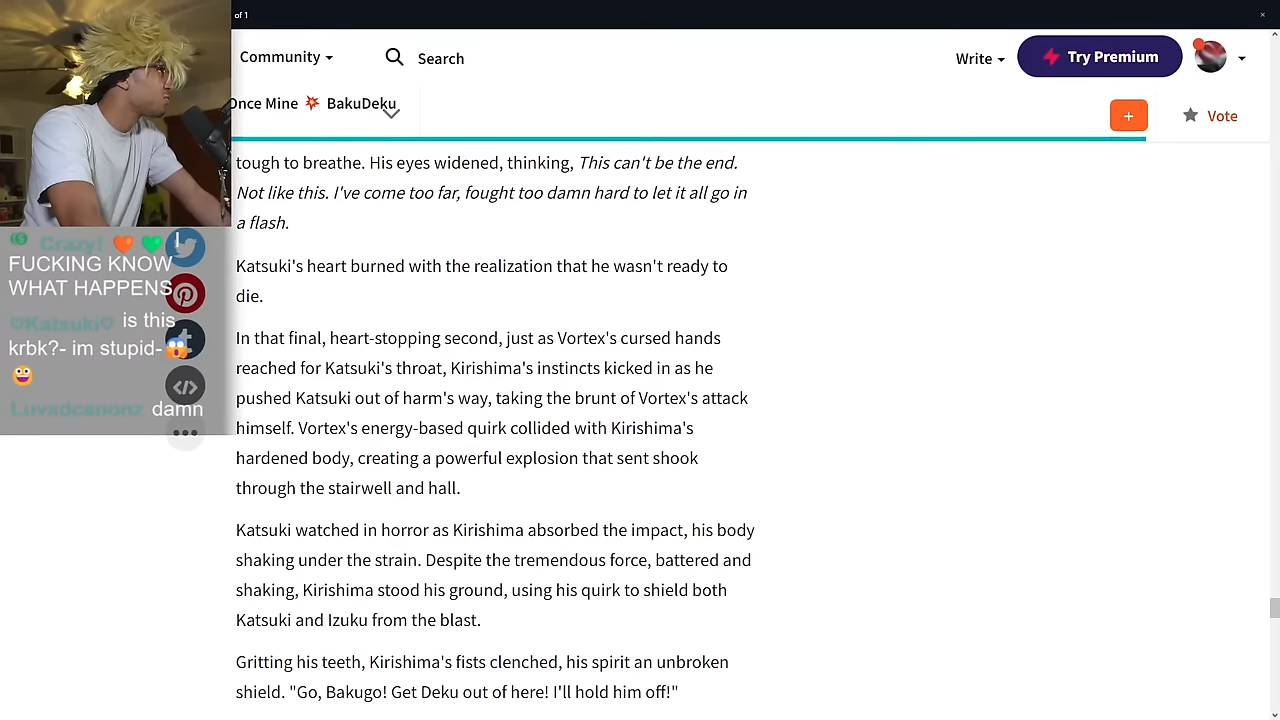 of 1
Community
Search
Write
Try Premium
Once Mine 💥 BakuDeku
+
Vote
tough to breathe. His eyes widened, thinking, This can't be the end.
Not like this. I've come too far, fought too damn hard to let it all go in
a flash.
Katsuki's heart burned with the realization that he wasn't ready to
die.
In that final, heart-stopping second, just as Vortex's cursed hands
reached for Katsuki's throat, Kirishima's instincts kicked in as he
pushed Katsuki out of harm's way, taking the brunt of Vortex's attack
himself. Vortex's energy-based quirk collided with Kirishima's
hardened body, creating a powerful explosion that sent shook
through the stairwell and hall.
Katsuki watched in horror as Kirishima absorbed the impact, his body
shaking under the strain. Despite the tremendous force, battered and
shaking, Kirishima stood his ground, using his quirk to shield both
Katsuki and Izuku from the blast.
Gritting his teeth, Kirishima's fists clenched, his spirit an unbroken
shield. "Go, Bakugo! Get Deku out of here! I'll hold him off!"
Crazy! 🧡 💚 I
FUCKING KNOW
WHAT HAPPENS
♡Katsuki♡ is this
krbk?- im stupid-😱
😃
Luvsdcanonz damn